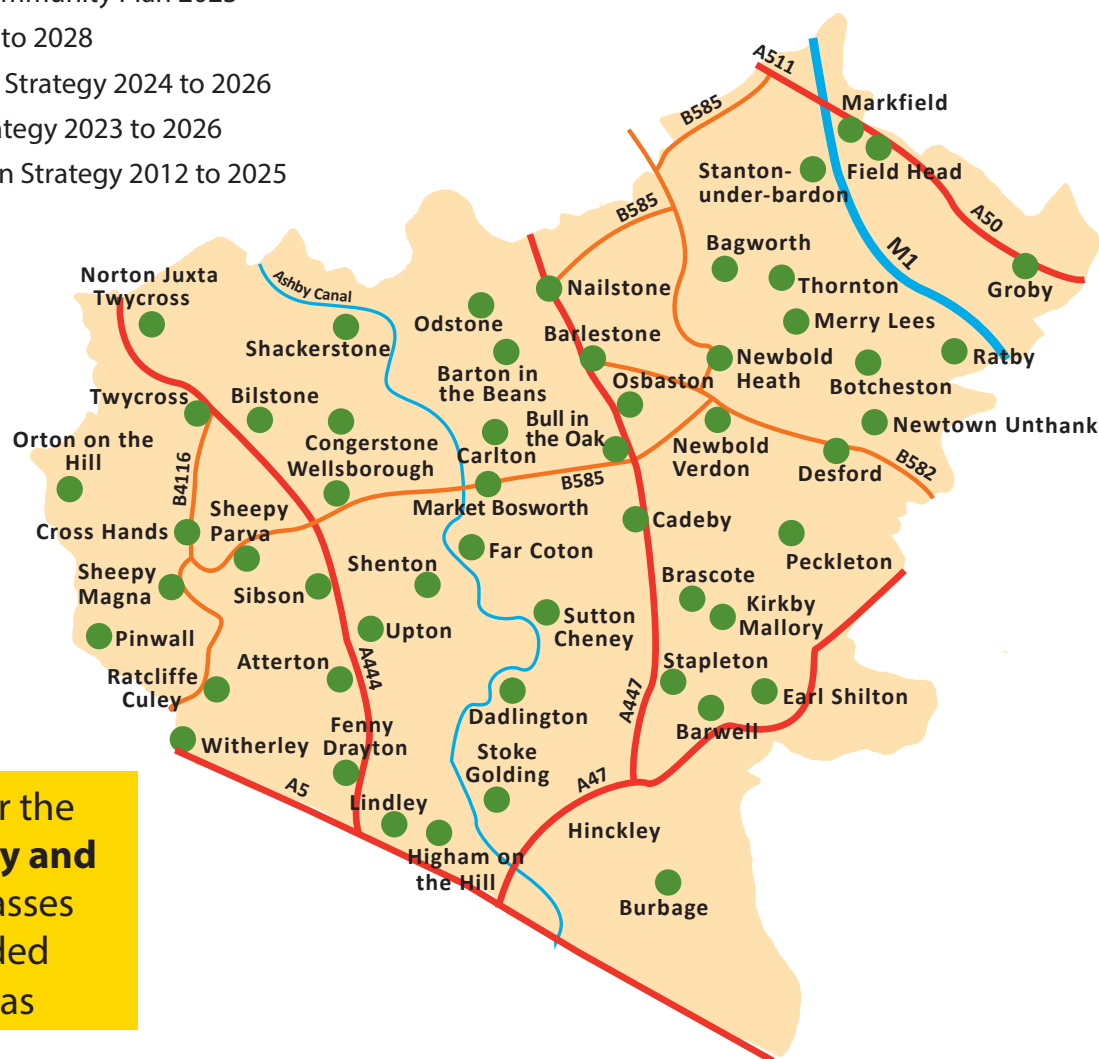 mmunity Plan 2023
to 2028
Strategy 2024 to 2026
ategy 2023 to 2026
n Strategy 2012 to 2025
A511
Markfield
B585
Stanton-
under-bardon
Field Head
B585
A50
Bagworth
M1
Norton Juxta
Twycross
Ashby Canal
Nailstone
Thornton
Groby
Odstone
Merry Lees
Shackerstone
Barlestone
Newbold
Heath
Ratby
Barton in
the Beans
Osbaston
Botcheston
Twycross
Bilstone
Bull in
the Oak
Newtown Unthank
Orton on the
Hill
Congerstone
Carlton
Newbold
Verdon
Wellsborough
Desford
B582
B4116
B585
Market Bosworth
Sheepy
Parva
Cross Hands
Cadeby
Far Coton
Peckleton
Shenton
Sheepy
Magna
Brascote
Sibson
Kirkby
Mallory
Sutton
Cheney
Pinwall
Upton
Atterton
A444
Stapleton
Ratcliffe
Culey
A447
Earl Shilton
Dadlington
Barwell
Fenny
Drayton
Witherley
Stoke
Golding
A5
A47
Lindley
Hinckley
Higham on
the Hill
Burbage
r the
y and
asses
ded
as